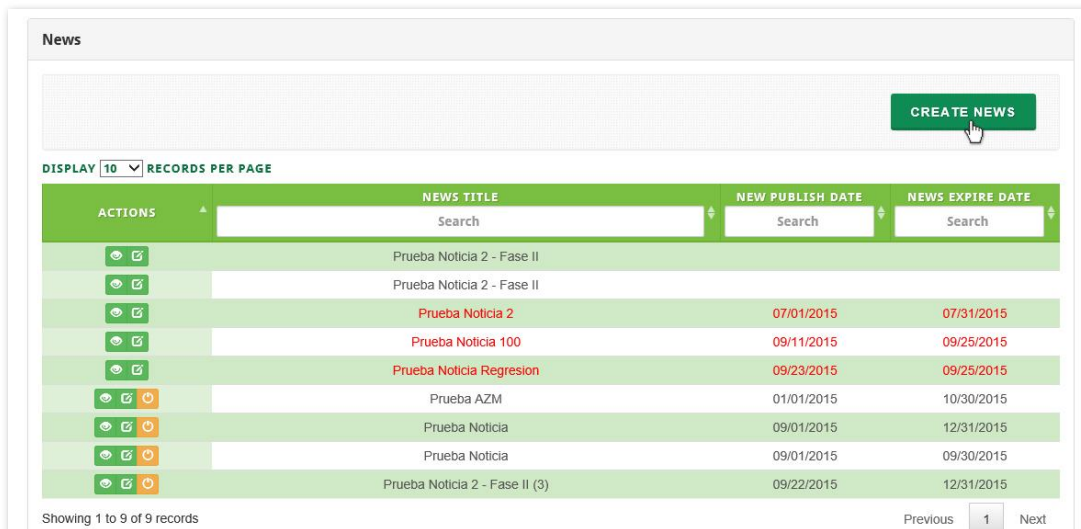 News
CREATE NEWS
DISPLAY 10 RECORDS PER PAGE
ACTIONS NEWS TITLE NEW PUBLISH DATE NEWS EXPIRE DATE
Search Search Search
Prueba Noticia 2 - Fase II
Prueba Noticia 2 - Fase II
Prueba Noticia 2 07/01/2015 07/31/2015
Prueba Noticia 100 09/11/2015 09/25/2015
Prueba Noticia Regresion 09/23/2015 09/25/2015
Prueba AZM 01/01/2015 10/30/2015
Prueba Noticia 09/01/2015 12/31/2015
Prueba Noticia 09/01/2015 09/30/2015
Prueba Noticia 2 - Fase II (3) 09/22/2015 12/31/2015
Showing 1 to 9 of 9 records Previous 1 Next